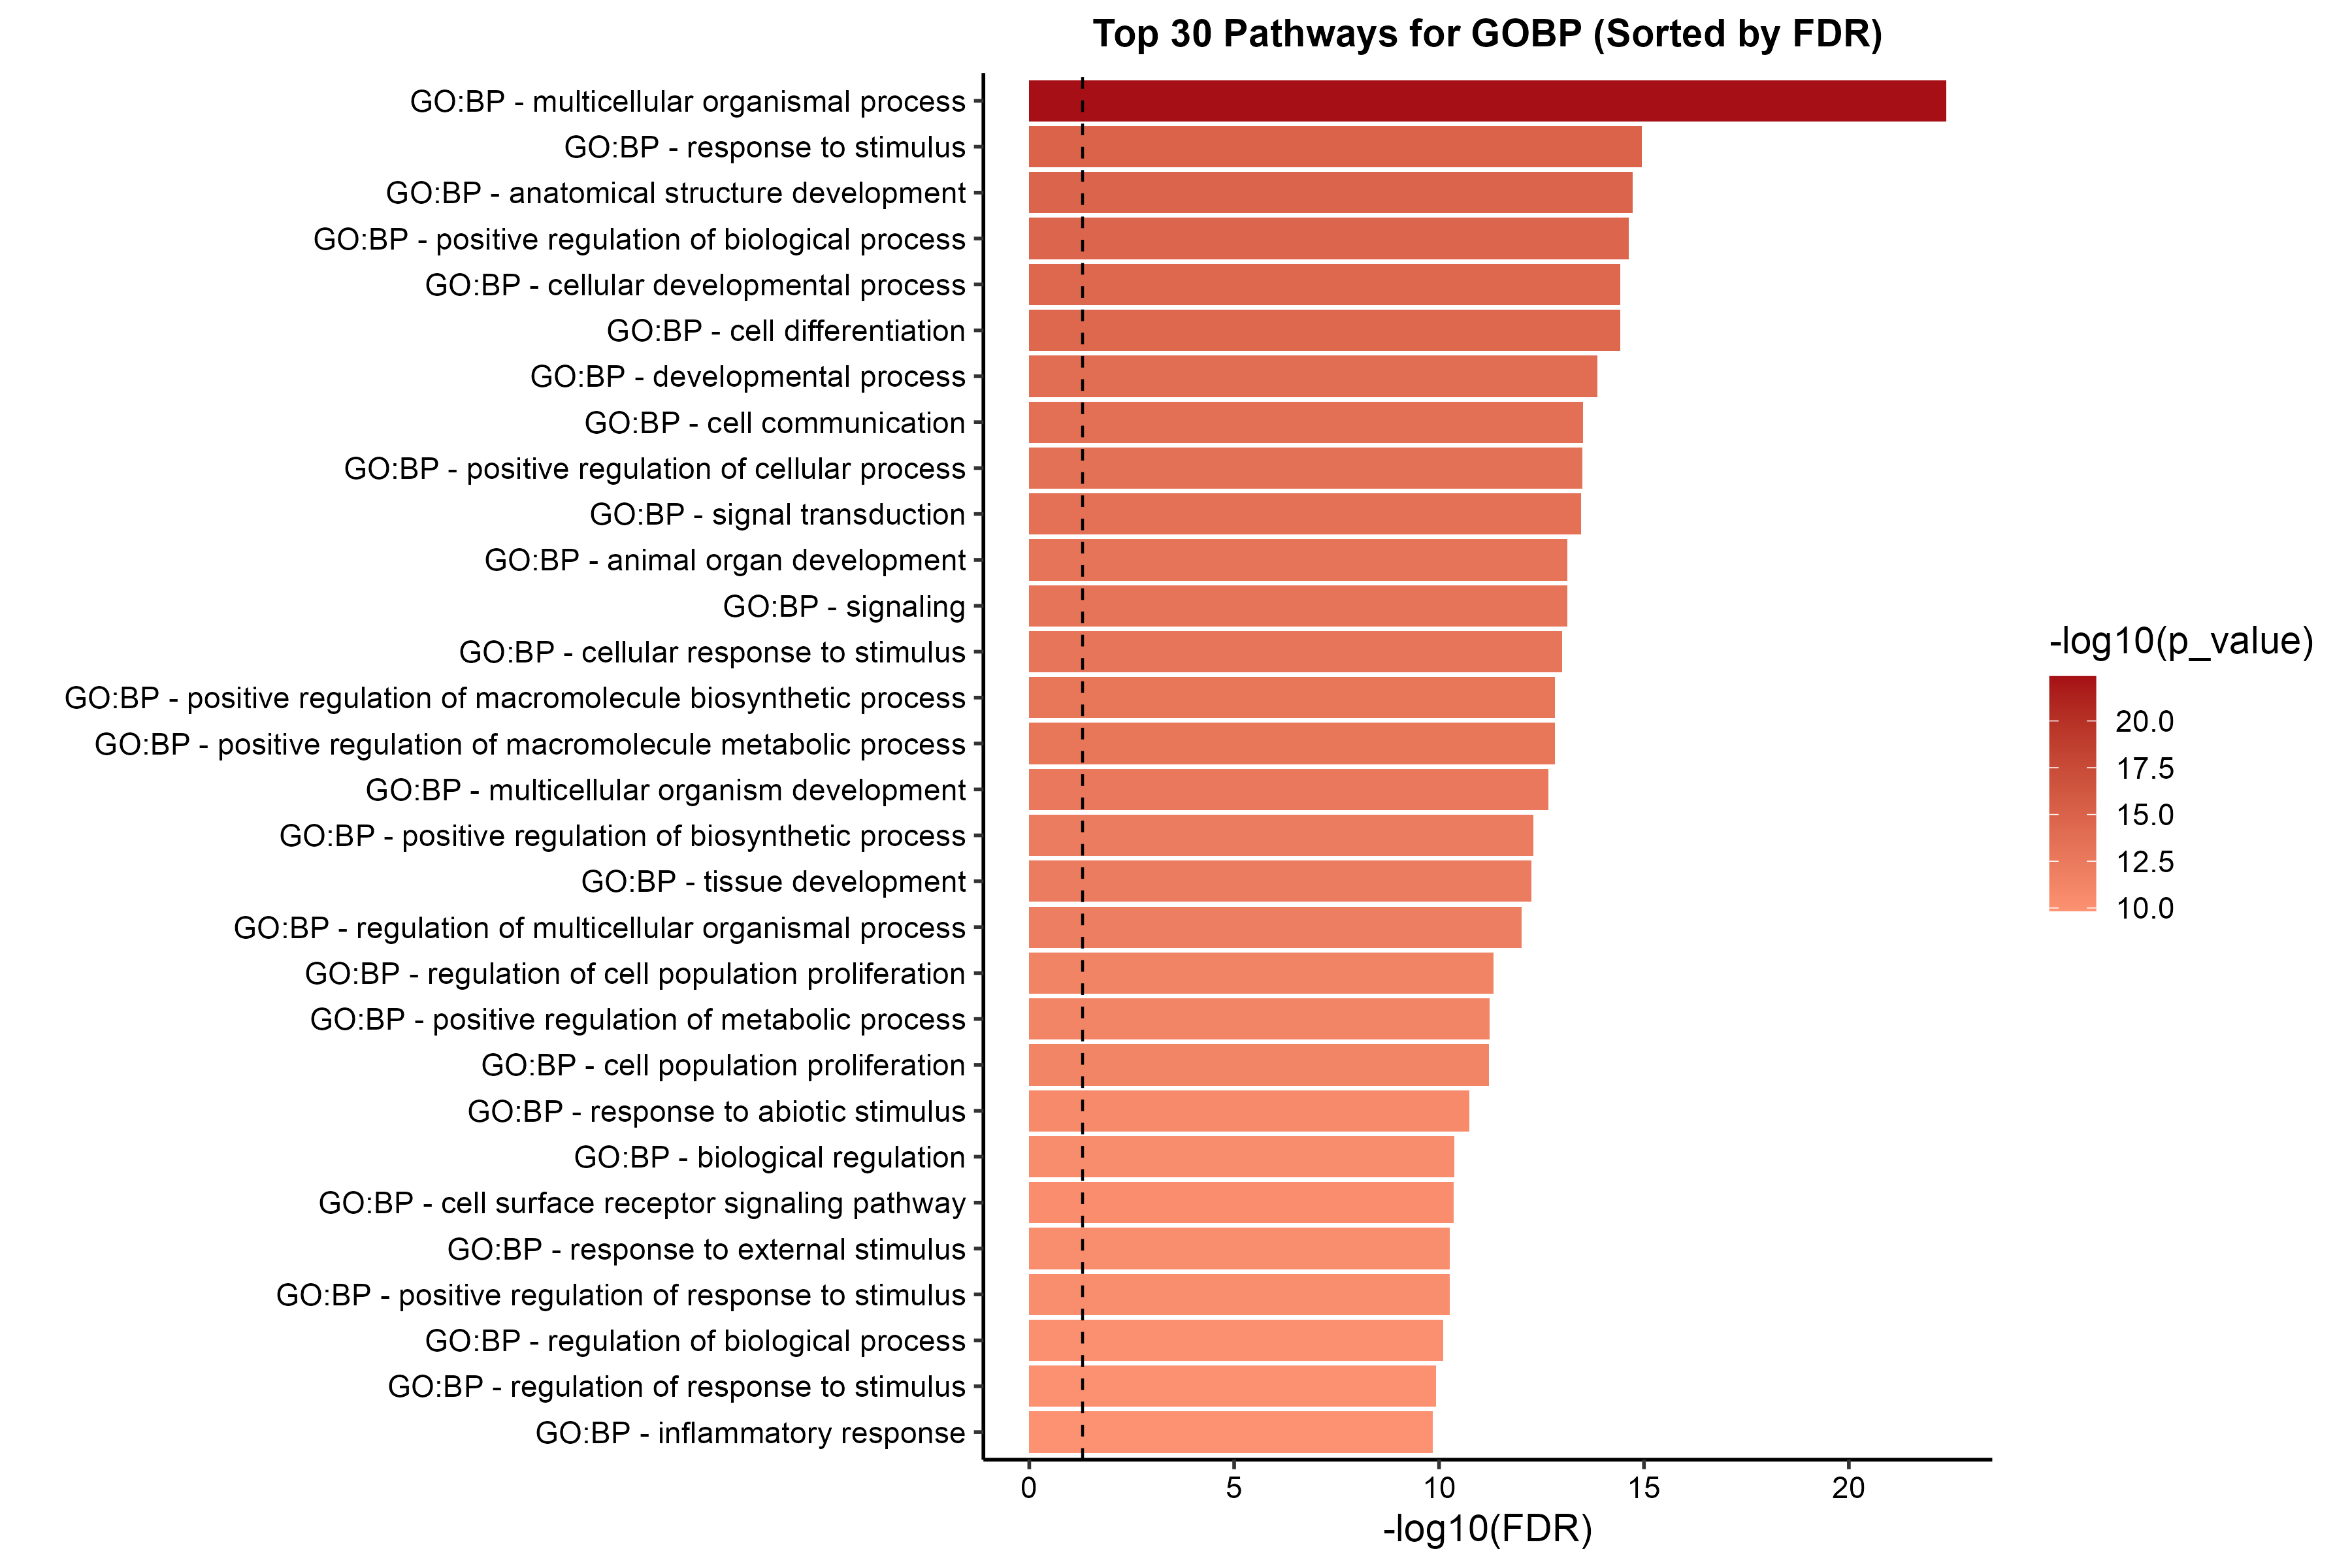 Top 30 Pathways for GOBP (Sorted by FDR)
GO:BP - multicellular organismal process
GO:BP - response to stimulus
GO:BP - anatomical structure development
GO:BP - positive regulation of biological process
GO:BP - cellular developmental process
GO:BP - cell differentiation
GO:BP - developmental process
GO:BP - cell communication
GO:BP - positive regulation of cellular process
GO:BP - signal transduction
GO:BP - animal organ development
GO:BP - signaling
GO:BP - cellular response to stimulus
GO:BP - positive regulation of macromolecule biosynthetic process
GO:BP - positive regulation of macromolecule metabolic process
GO:BP - multicellular organism development
GO:BP - positive regulation of biosynthetic process
GO:BP - tissue development
GO:BP - regulation of multicellular organismal process
GO:BP - regulation of cell population proliferation
GO:BP - positive regulation of metabolic process
GO:BP - cell population proliferation
GO:BP - response to abiotic stimulus
GO:BP - biological regulation
GO:BP - cell surface receptor signaling pathway
GO:BP - response to external stimulus
GO:BP - positive regulation of response to stimulus
GO:BP - regulation of biological process
GO:BP - regulation of response to stimulus
GO:BP - inflammatory response
0 5 10 15 20
-log10(FDR)
-log10(p_value)
20.0
17.5
15.0
12.5
10.0